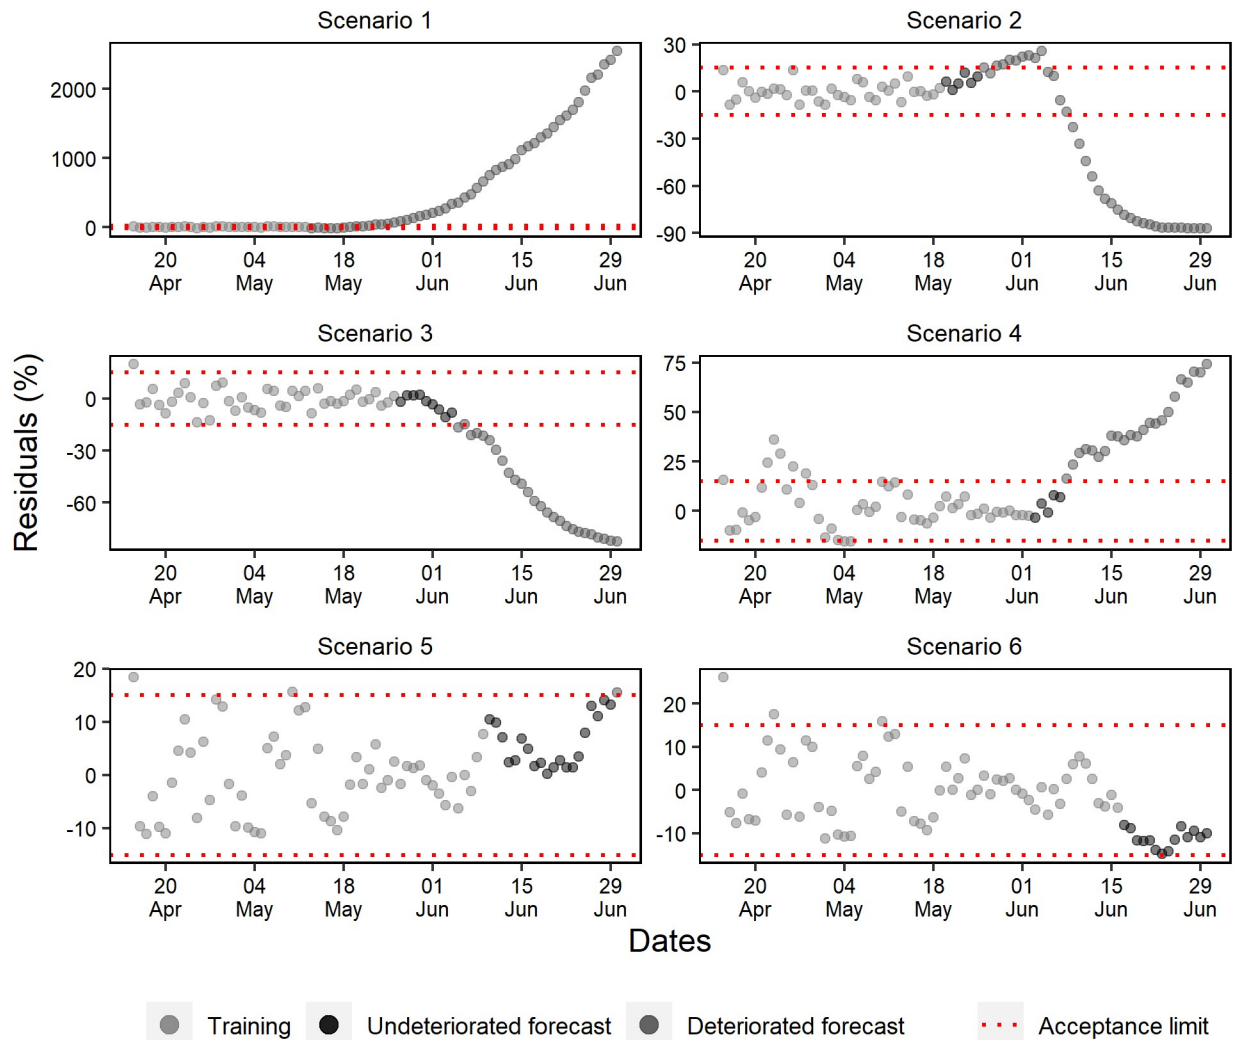 Scenario 1
Scenario 2
2000
1000
0
30
0
-30
-60
-90
20 04 18 01 15 29
Apr May May Jun Jun Jun
20 04 18 01 15 29
Apr May May Jun Jun Jun
Scenario 3
Scenario 4
Residuals (%)
0
-30
-60
75
50
25
0
20 04 18 01 15 29
Apr May May Jun Jun Jun
20 04 18 01 15 29
Apr May May Jun Jun Jun
Scenario 5
Scenario 6
20
10
0
-10
20
10
0
-10
20 04 18 01 15 29
Apr May May Jun Jun Jun
20 04 18 01 15 29
Apr May May Jun Jun Jun
Dates
Training Undeteriorated forecast Deteriorated forecast Acceptance limit